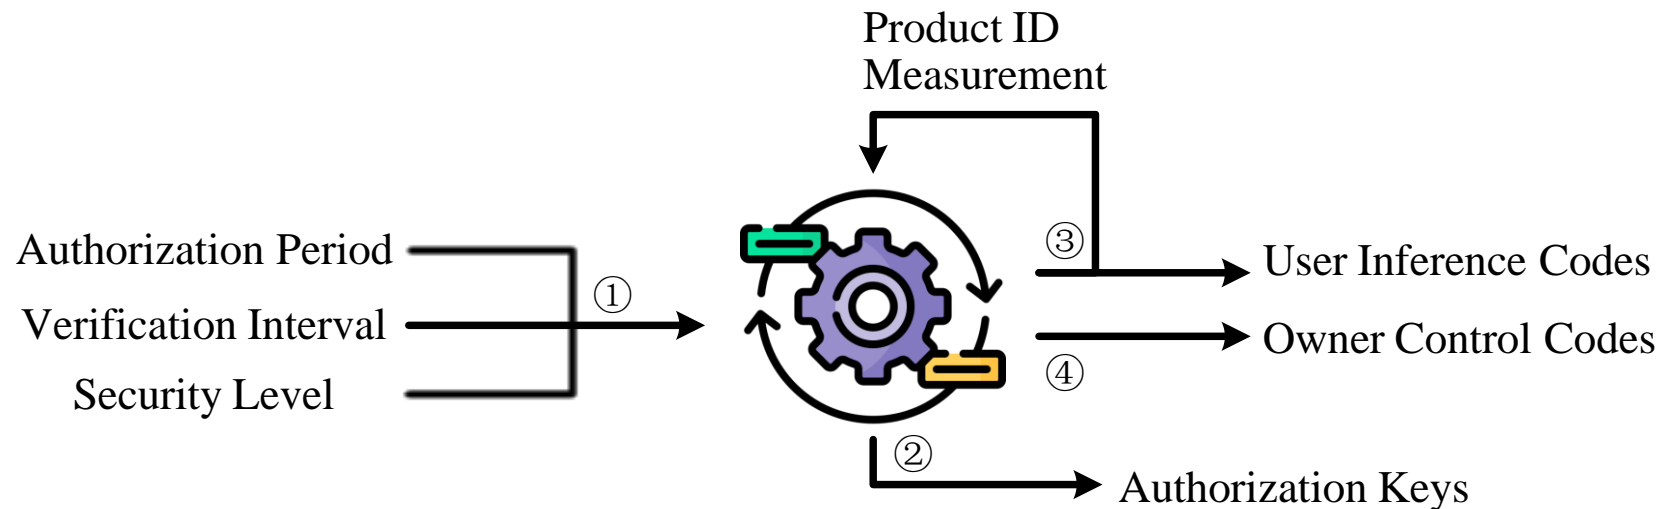 Product ID
Measurement
Authorization Period
Verification Interval
Security Level
①
③
User Inference Codes
Owner Control Codes
④
②
Authorization Keys